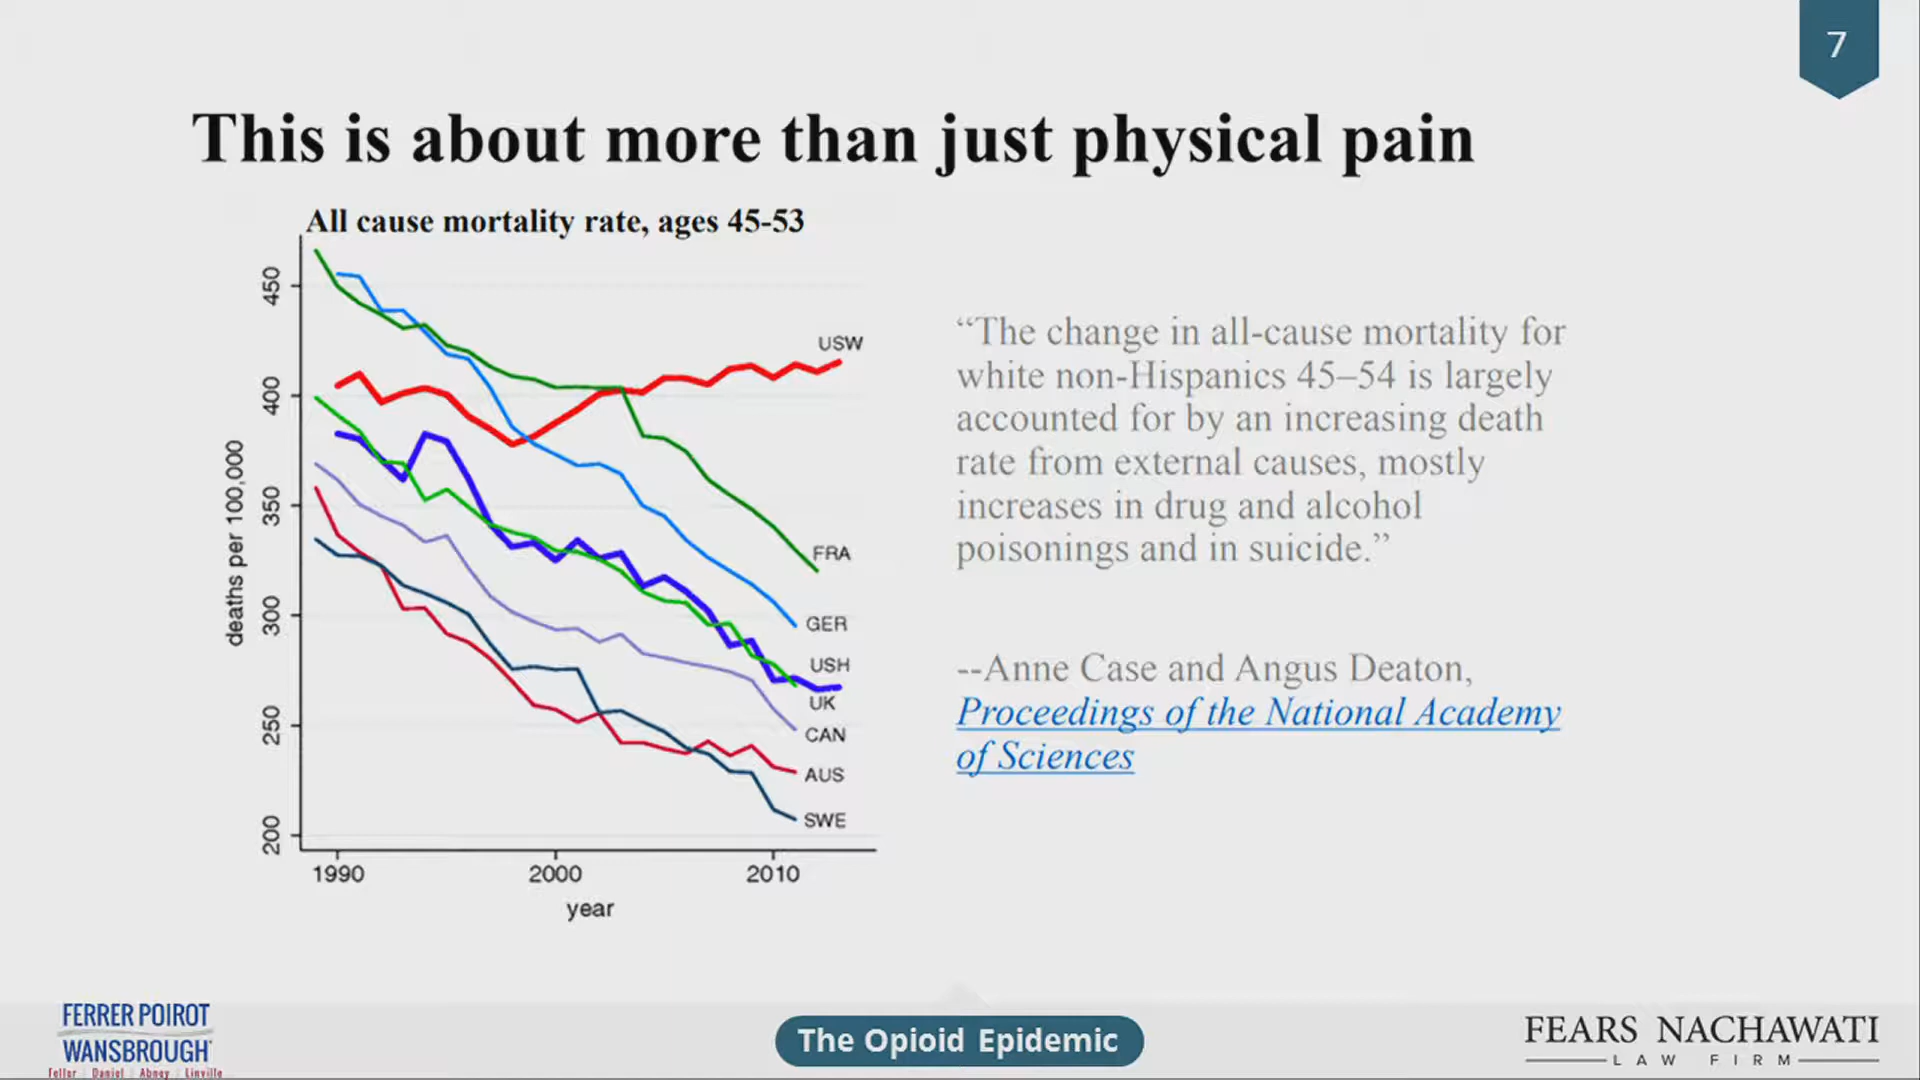 7
This is about more than just physical pain
All cause mortality rate, ages 45-53
450
400
350
300
250
200
deaths per 100,000
1990
2000
2010
year
USW
FRA
GER
USH
UK
CAN
AUS
SWE
“The change in all-cause mortality for
white non-Hispanics 45–54 is largely
accounted for by an increasing death
rate from external causes, mostly
increases in drug and alcohol
poisonings and in suicide.”
--Anne Case and Angus Deaton,
Proceedings of the National Academy
of Sciences
FERRER POIROT
WANSBROUGH
Feller | Daniel | Abney | Linville
The Opioid Epidemic
FEARS NACHAWATI
LAW FIRM